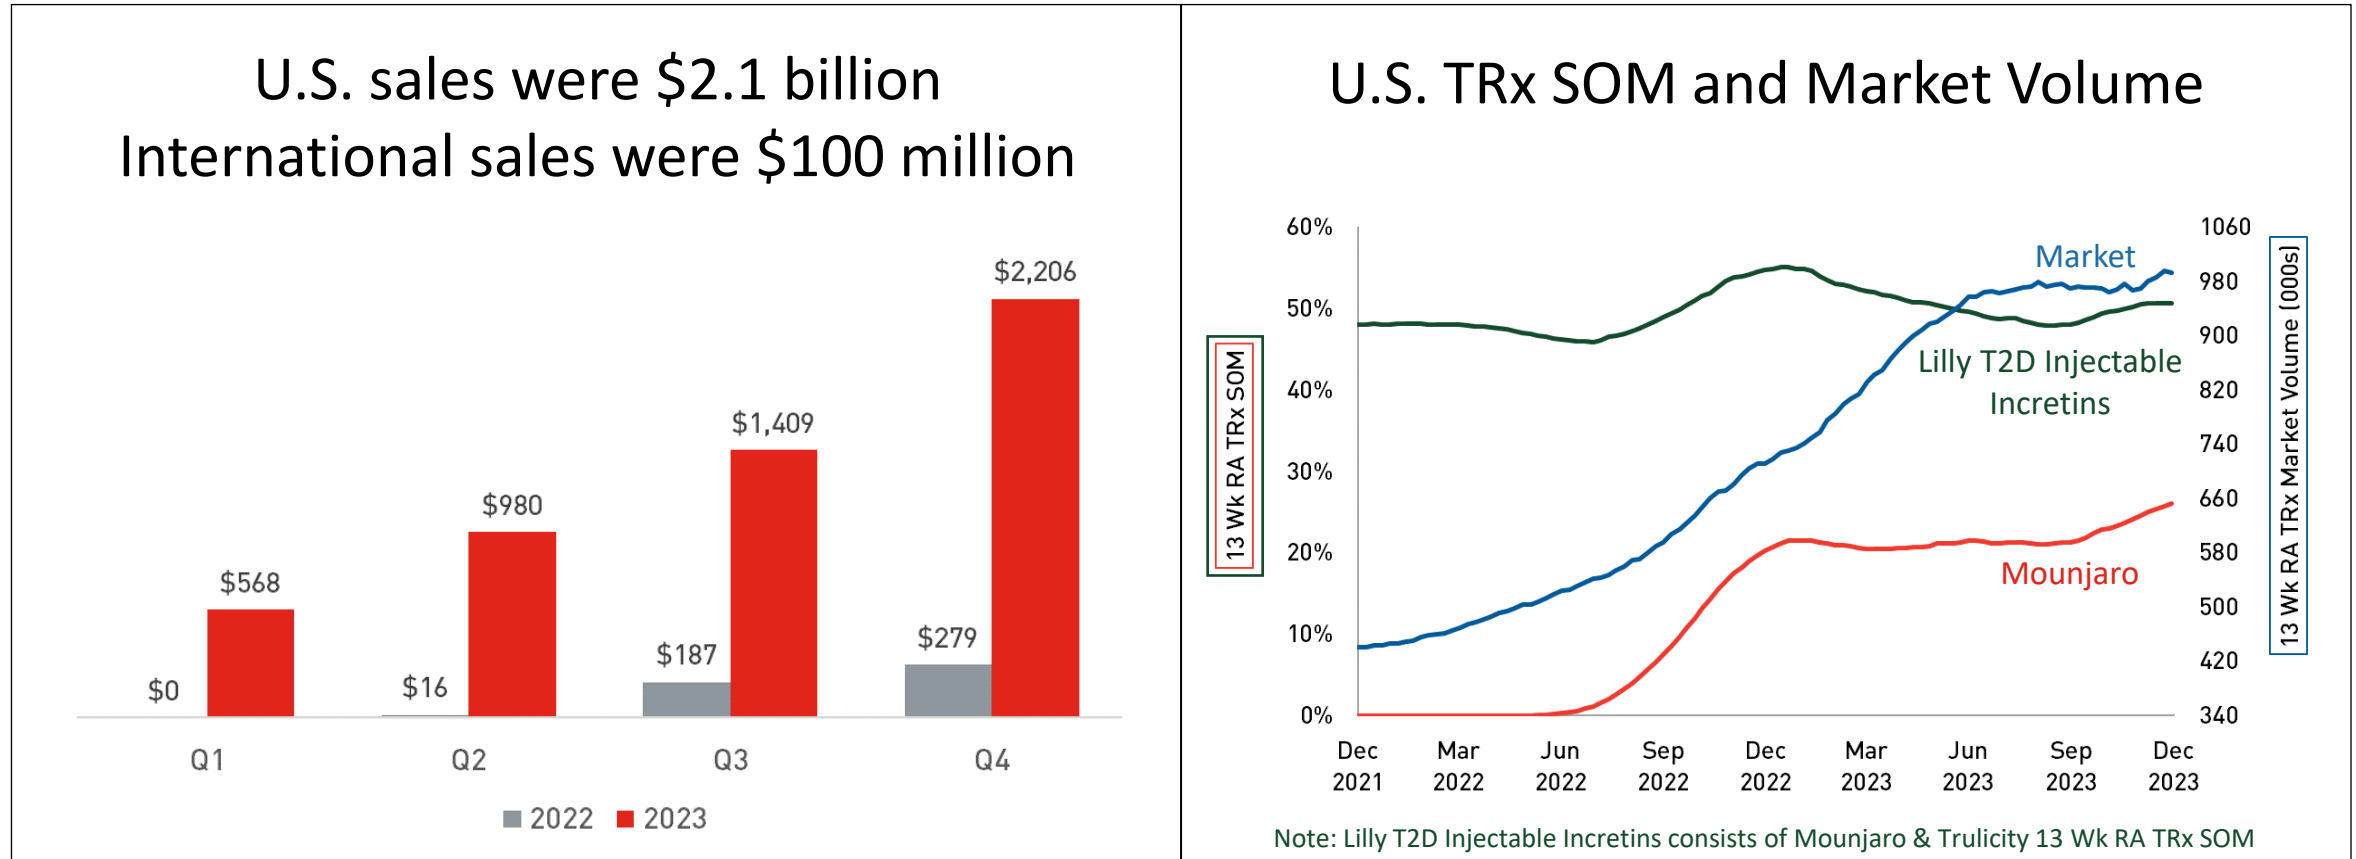 U.S. sales were $2.1 billion
International sales were $100 million
$2,206
$1,409
$980
$568
$279
$187
$16
$0
Q1 Q2 Q3 Q4
2022 2023
U.S. TRx SOM and Market Volume
13 Wk RA TRx SOM
60%
50%
40%
30%
20%
10%
0%
Market
Lilly T2D Injectable
Incretins
Mounjaro
1060
980
900
820
740
660
580
500
420
340
13 Wk RA TRx Market Volume (000s)
Dec Mar Jun Sep Dec Mar Jun Sep Dec
2021 2022 2022 2022 2022 2023 2023 2023 2023
Note: Lilly T2D Injectable Incretins consists of Mounjaro & Trulicity 13 Wk RA TRx SOM